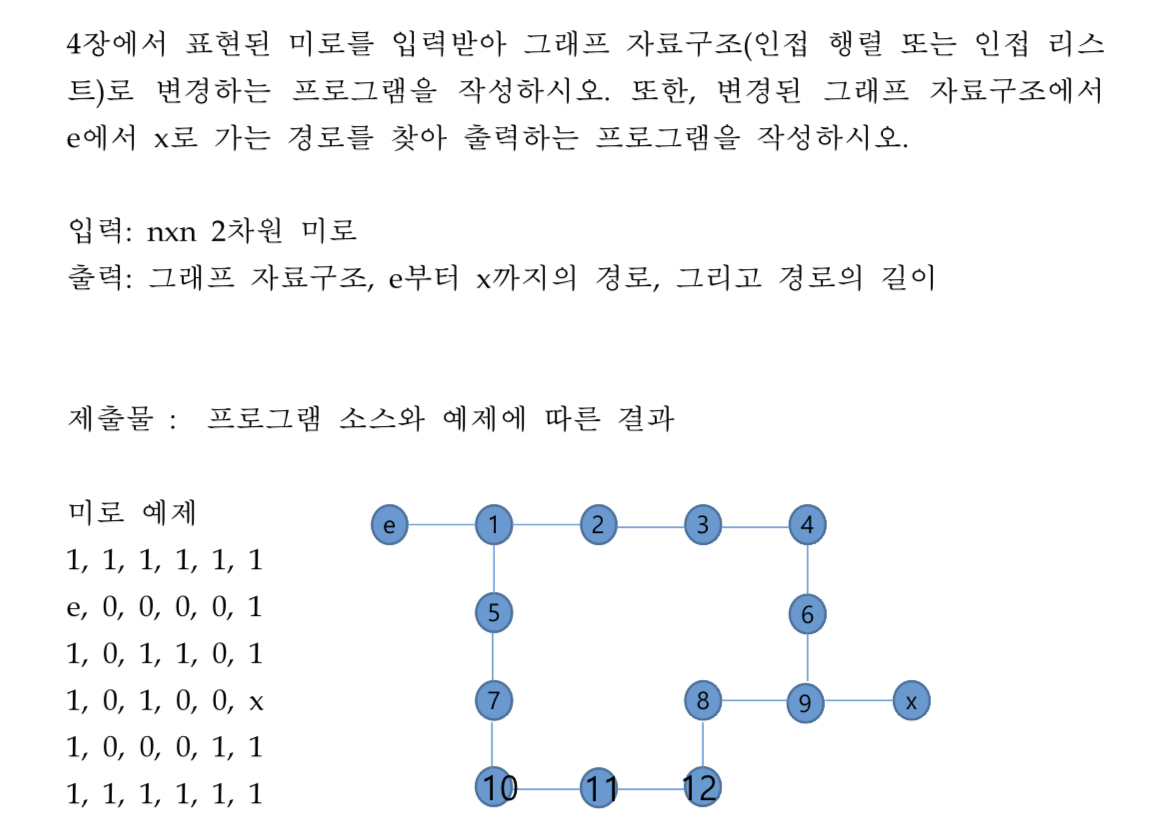 4장에서 표현된 미로를 입력받아 그래프 자료구조(인접 행렬 또는 인접 리스
트)로 변경하는 프로그램을 작성하시오. 또한, 변경된 그래프 자료구조에서
e에서 x로 가는 경로를 찾아 출력하는 프로그램을 작성하시오.
입력: nxn 2차원 미로
출력: 그래프 자료구조, e부터 x까지의 경로, 그리고 경로의 길이
제출물 : 프로그램 소스와 예제에 따른 결과
미로 예제
1, 1, 1, 1, 1, 1
e, 0, 0, 0, 0, 1
1, 0, 1, 1, 0, 1
1, 0, 1, 0, 0, x
1, 0, 0, 0, 1, 1
1, 1, 1, 1, 1, 1
e 1 2 3 4
5 6
7 8 9 x
10 11 12